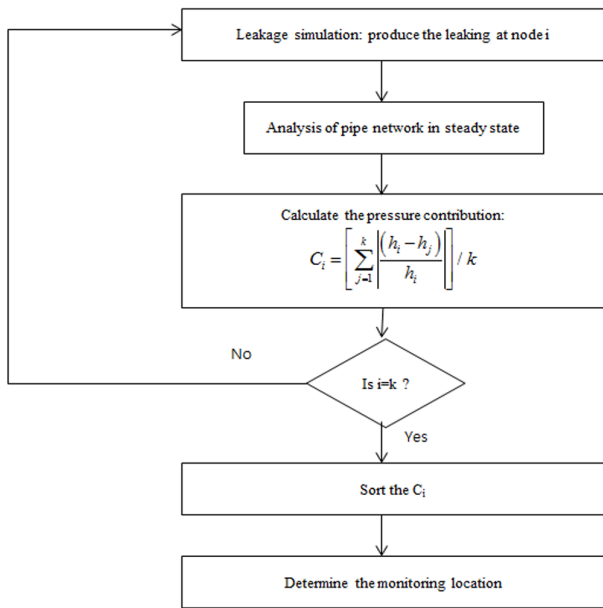 Leakage simulation: produce the leaking at node i
Analysis of pipe network in steady state
Calculate the pressure contribution:
C_i = [ \sum_{j=1}^{k} | (h_i − h_j) / h_i | ] / k
No
Is i=k ?
Yes
Sort the C_i
Determine the monitoring location